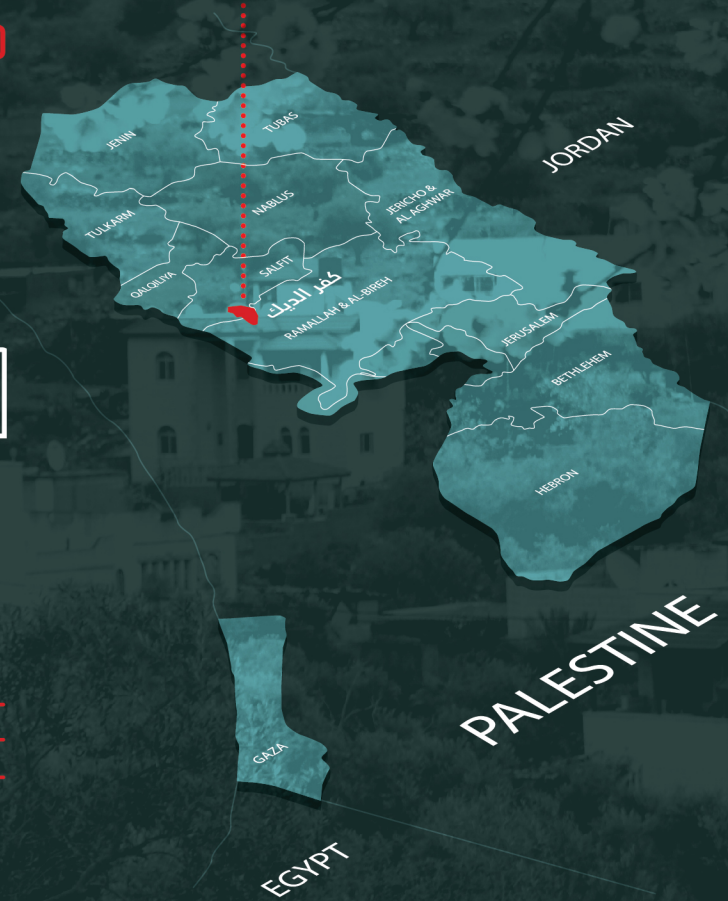 JORDAN
JENIN
TUBAS
NABLUS
JERICHO &
AL AGHWAR
TULKARM
QALQILIYA
SALFIT
كفر الديك
RAMALLAH & AL-BIREH
JERUSALEM
BETHLEHEM
HEBRON
PALESTINE
GAZA
EGYPT